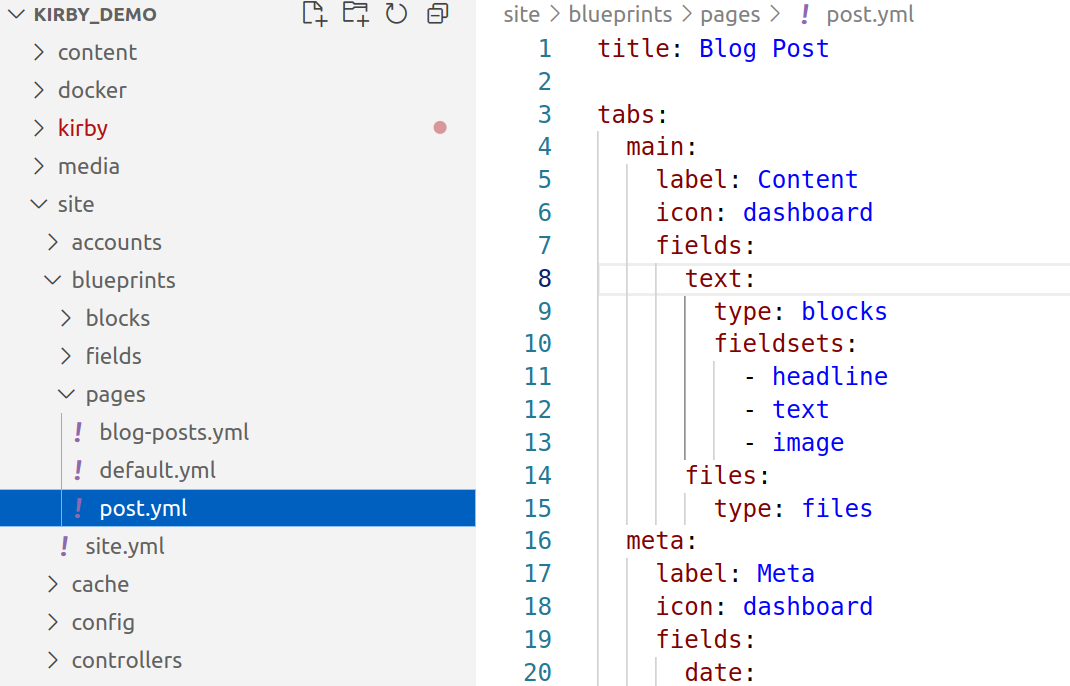 KIRBY_DEMO
content
docker
kirby
media
site
accounts
blueprints
blocks
fields
pages
! blog-posts.yml
! default.yml
! post.yml
! site.yml
cache
config
controllers
site > blueprints > pages > ! post.yml
1 title: Blog Post
2
3 tabs:
4 main:
5 label: Content
6 icon: dashboard
7 fields:
8 text:
9 type: blocks
10 fieldsets:
11 - headline
12 - text
13 - image
14 files:
15 type: files
16 meta:
17 label: Meta
18 icon: dashboard
19 fields:
20 date: